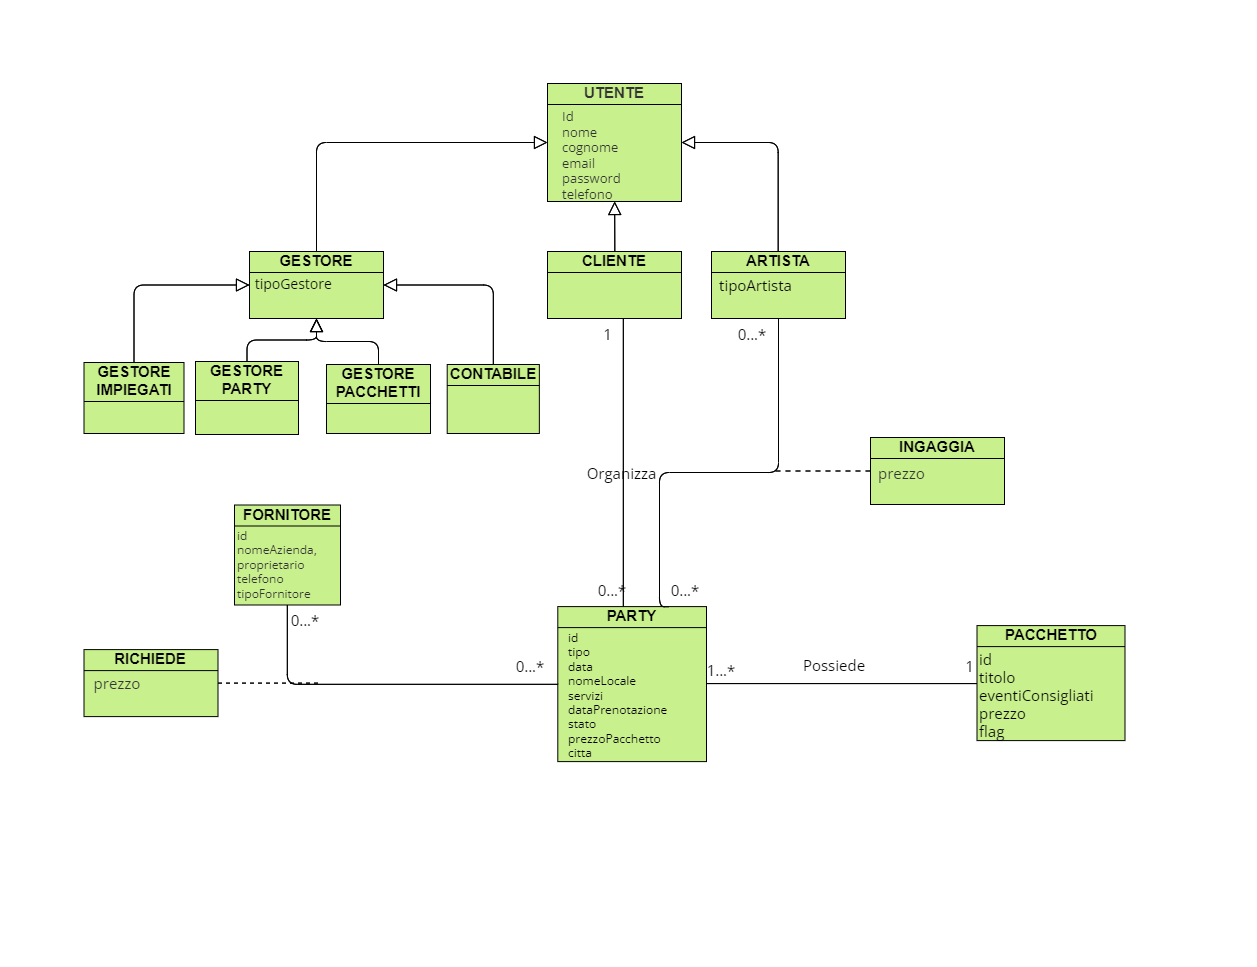 UTENTE
Id
nome
cognome
email
password
telefono
GESTORE
tipoGestore
CLIENTE
ARTISTA
tipoArtista
1
0...*
GESTORE
IMPIEGATI
GESTORE
PARTY
GESTORE
PACCHETTI
CONTABILE
INGAGGIA
prezzo
Organizza
FORNITORE
id
nomeAzienda,
proprietario
telefono
tipoFornitore
0...*
0...*
0...*
RICHIEDE
prezzo
0...*
PARTY
id
tipo
data
nomeLocale
servizi
dataPrenotazione
stato
prezzoPacchetto
citta
1...*
Possiede
1
PACCHETTO
id
titolo
eventiConsigliati
prezzo
flag